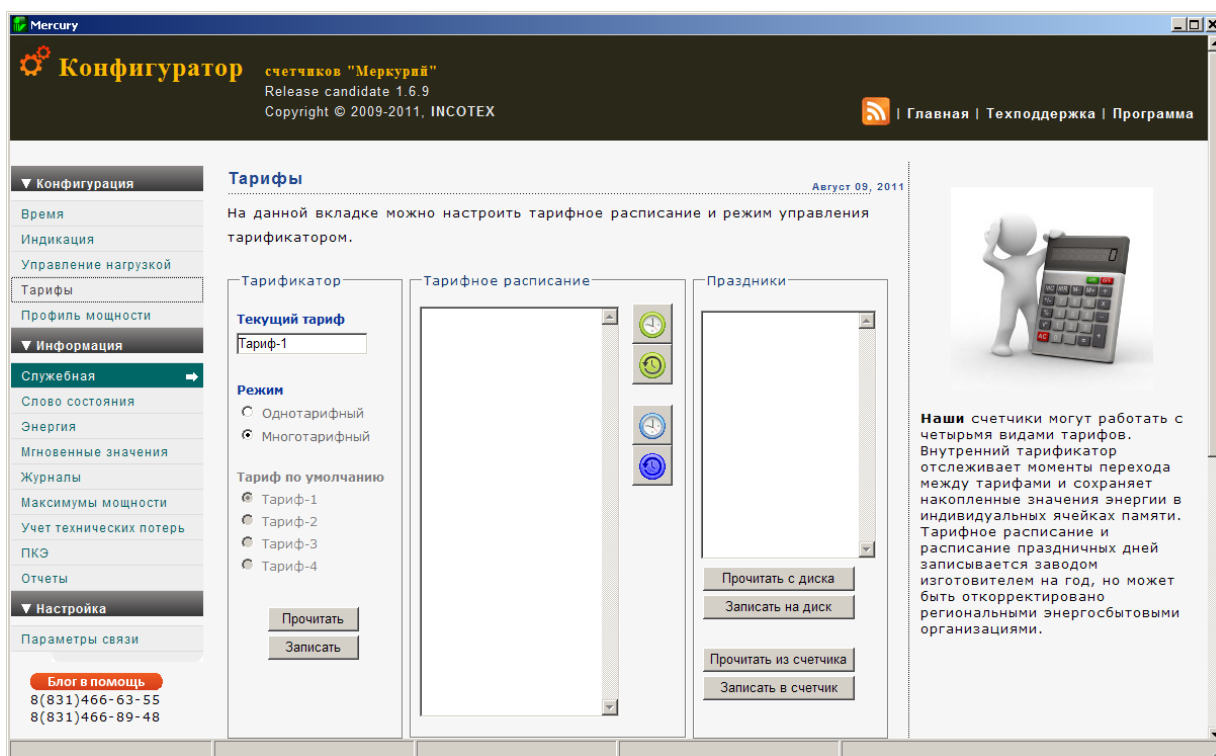 Mercury
Конфигуратор
счетчиков "Меркурий"
Release candidate 1.6.9
Copyright © 2009-2011, INCOTEX
| Главная | Техподдержка | Программа
▼ Конфигурация
Время
Индикация
Управление нагрузкой
Тарифы
Профиль мощности
▼ Информация
Служебная
Слово состояния
Энергия
Мгновенные значения
Журналы
Максимумы мощности
Учет технических потерь
ПКЭ
Отчеты
▼ Настройка
Параметры связи
Блог в помощь
8(831)466-63-55
8(831)466-89-48
Тарифы
Август 09, 2011
На данной вкладке можно настроить тарифное расписание и режим управления
тарификатором.
Тарификатор
Текущий тариф
Тариф-1
Режим
Однотарифный
Многотарифный
Тариф по умолчанию
Тариф-1
Тариф-2
Тариф-3
Тариф-4
Прочитать
Записать
Тарифное расписание
Праздники
Прочитать с диска
Записать на диск
Прочитать из счетчика
Записать в счетчик
Наши счетчики могут работать с
четырьмя видами тарифов.
Внутренний тарификатор
отслеживает моменты перехода
между тарифами и сохраняет
накопленные значения энергии в
индивидуальных ячейках памяти.
Тарифное расписание и
расписание праздничных дней
записывается заводом
изготовителем на год, но может
быть откорректировано
региональными энергосбытовыми
организациями.